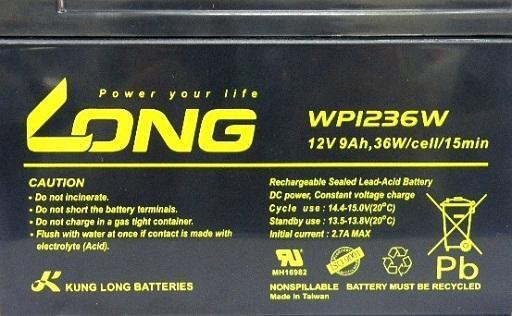 Power your life
LONG
WP1236W
12V 9Ah,36W/cell/15min
CAUTION
• Do not incinerate.
• Do not short the battery terminals.
• Do not charge in a gas tight container.
• Flush with water at once if contact is made with
electrolyte (Acid).
KUNG LONG BATTERIES
Rechargeable Sealed Lead-Acid Battery
DC power, Constant voltage charge
Cycle use : 14.4-15.0V(20°C)
Standby use : 13.5-13.8V(20°C)
Initial current : 2.7A MAX
MH16982
ISO 9001
Pb
NONSPILLABLE BATTERY MUST BE RECYCLED
Made in Taiwan